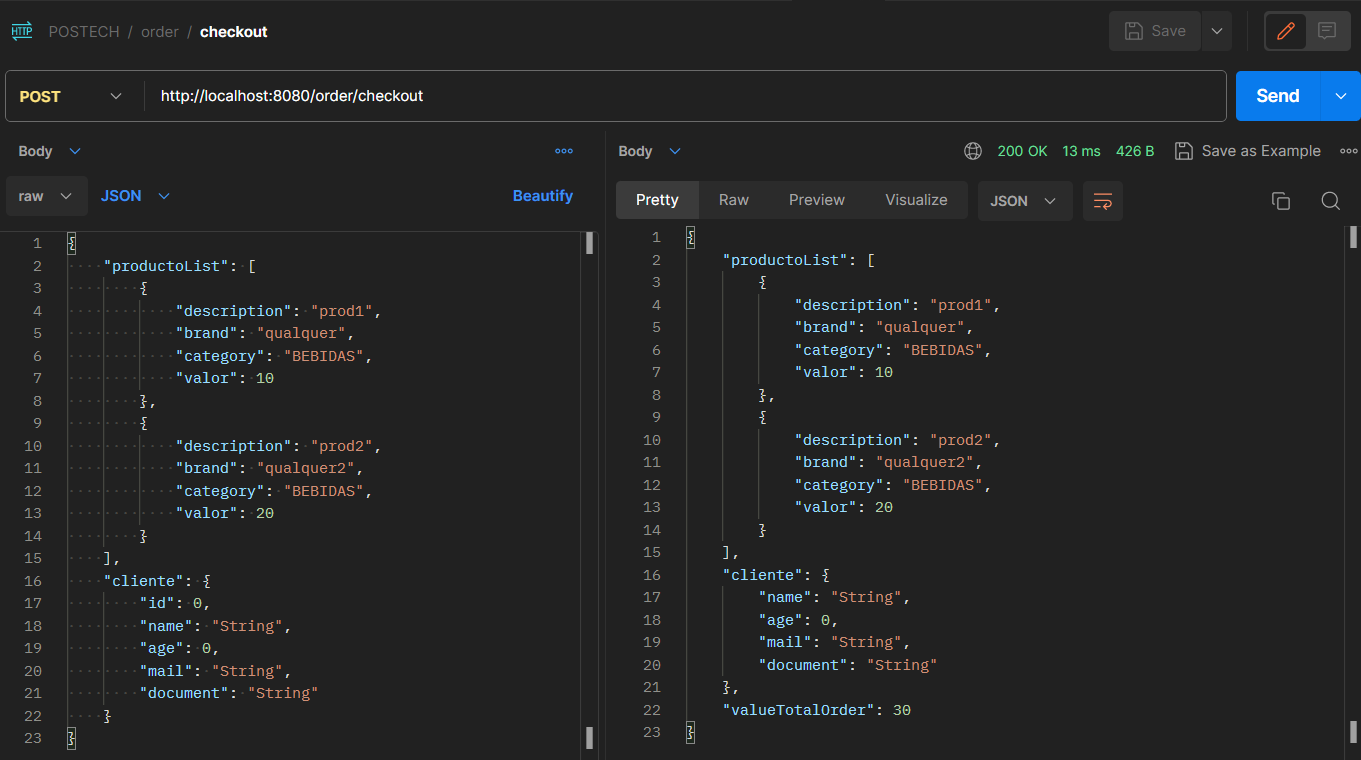 HTTP POSTECH / order / checkout Save
POST http://localhost:8080/order/checkout Send
Body
raw JSON Beautify
1 {
2 "productoList": [
3 {
4 "description": "prod1",
5 "brand": "qualquer",
6 "category": "BEBIDAS",
7 "valor": 10
8 },
9 {
10 "description": "prod2",
11 "brand": "qualquer2",
12 "category": "BEBIDAS",
13 "valor": 20
14 }
15 ],
16 "cliente": {
17 "id": 0,
18 "name": "String",
19 "age": 0,
20 "mail": "String",
21 "document": "String"
22 }
23 }
Body 200 OK 13 ms 426 B Save as Example
Pretty Raw Preview Visualize JSON
1 {
2 "productoList": [
3 {
4 "description": "prod1",
5 "brand": "qualquer",
6 "category": "BEBIDAS",
7 "valor": 10
8 },
9 {
10 "description": "prod2",
11 "brand": "qualquer2",
12 "category": "BEBIDAS",
13 "valor": 20
14 }
15 ],
16 "cliente": {
17 "name": "String",
18 "age": 0,
19 "mail": "String",
20 "document": "String"
21 },
22 "valueTotalOrder": 30
23 }